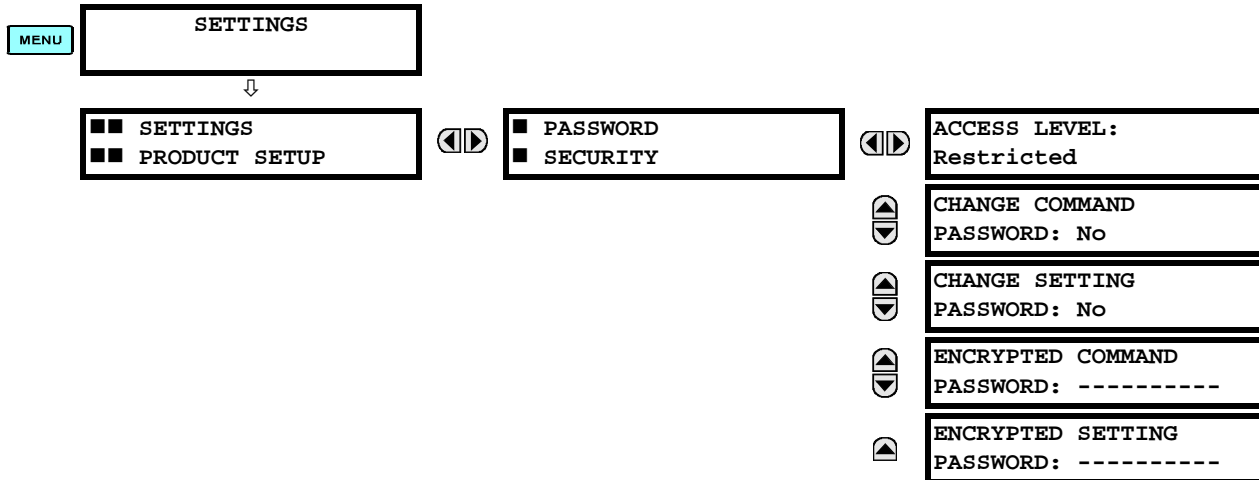 MENU
SETTINGS
■■ SETTINGS
■■ PRODUCT SETUP
■ PASSWORD
■ SECURITY
ACCESS LEVEL:
Restricted
CHANGE COMMAND
PASSWORD: No
CHANGE SETTING
PASSWORD: No
ENCRYPTED COMMAND
PASSWORD: ----------
ENCRYPTED SETTING
PASSWORD: ----------